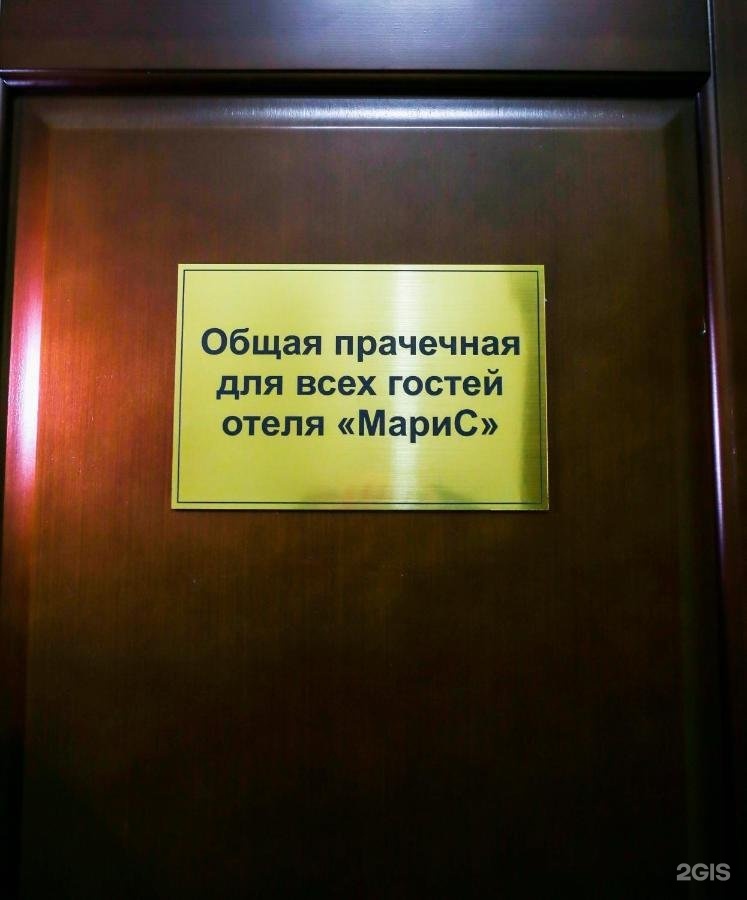 Общая прачечная
для всех гостей
отеля «МариС»
2GIS